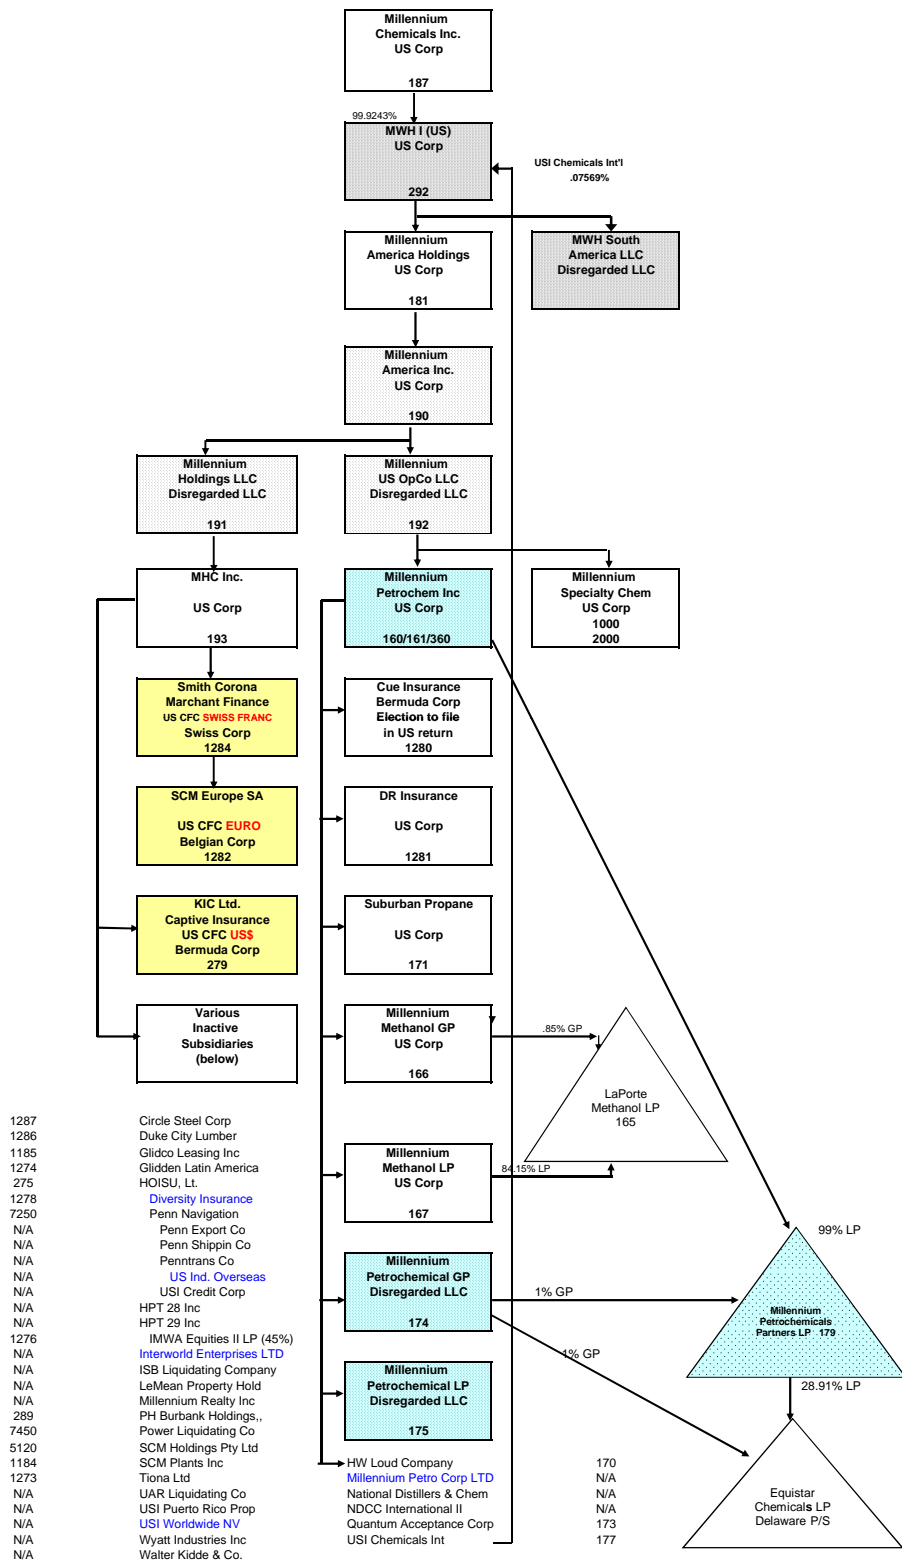 Millennium
Chemicals Inc.
US Corp
187
99.9243%
MWH I (US)
US Corp
292
USI Chemicals Int'l
.07569%
Millennium
America Holdings
US Corp
181
MWH South
America LLC
Disregarded LLC
Millennium
America Inc.
US Corp
190
Millennium
Holdings LLC
Disregarded LLC
191
Millennium
US OpCo LLC
Disregarded LLC
192
MHC Inc.
US Corp
193
Millennium
Petrochem Inc
US Corp
160/161/360
Millennium
Specialty Chem
US Corp
1000
2000
Smith Corona
Marchant Finance
US CFC SWISS FRANC
Swiss Corp
1284
Cue Insurance
Bermuda Corp
Election to file
in US return
1280
SCM Europe SA
US CFC EURO
Belgian Corp
1282
DR Insurance
US Corp
1281
KIC Ltd.
Captive Insurance
US CFC US$
Bermuda Corp
279
Suburban Propane
US Corp
171
Various
Inactive
Subsidiaries
(below)
Millennium
Methanol GP
US Corp
166
.85% GP
LaPorte
Methanol LP
165
Millennium
Methanol LP
US Corp
167
84.15% LP
99% LP
Millennium
Petrochemical GP
Disregarded LLC
174
1% GP
Millennium
Petrochemicals
Partners LP 179
1% GP
28.91% LP
Millennium
Petrochemical LP
Disregarded LLC
175
Equistar
Chemicals LP
Delaware P/S
1287 Circle Steel Corp
1286 Duke City Lumber
1185 Glidco Leasing Inc
1274 Glidden Latin America
275 HOISU, Lt.
1278 Diversity Insurance
7250 Penn Navigation
N/A Penn Export Co
N/A Penn Shippin Co
N/A Penntrans Co
N/A US Ind. Overseas
N/A USI Credit Corp
N/A HPT 28 Inc
N/A HPT 29 Inc
1276 IMWA Equities II LP (45%)
N/A Interworld Enterprises LTD
N/A ISB Liquidating Company
N/A LeMean Property Hold
N/A Millennium Realty Inc
289 PH Burbank Holdings,,
7450 Power Liquidating Co
5120 SCM Holdings Pty Ltd
1184 SCM Plants Inc
1273 Tiona Ltd
N/A UAR Liquidating Co
N/A USI Puerto Rico Prop
N/A USI Worldwide NV
N/A Wyatt Industries Inc
N/A Walter Kidde & Co.
HW Loud Company 170
Millennium Petro Corp LTD N/A
National Distillers & Chem N/A
NDCC International II N/A
Quantum Acceptance Corp 173
USI Chemicals Int 177